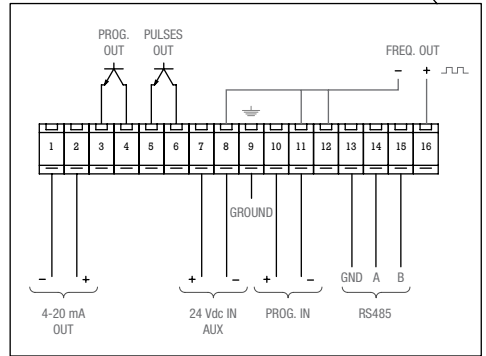 PROG. PULSES
OUT OUT
FREQ. OUT
– +
1 2 3 4 5 6 7 8 9 10 11 12 13 14 15 16
GROUND
GND A B
– + + – + –
4-20 mA 24 Vdc IN PROG. IN RS485
OUT AUX